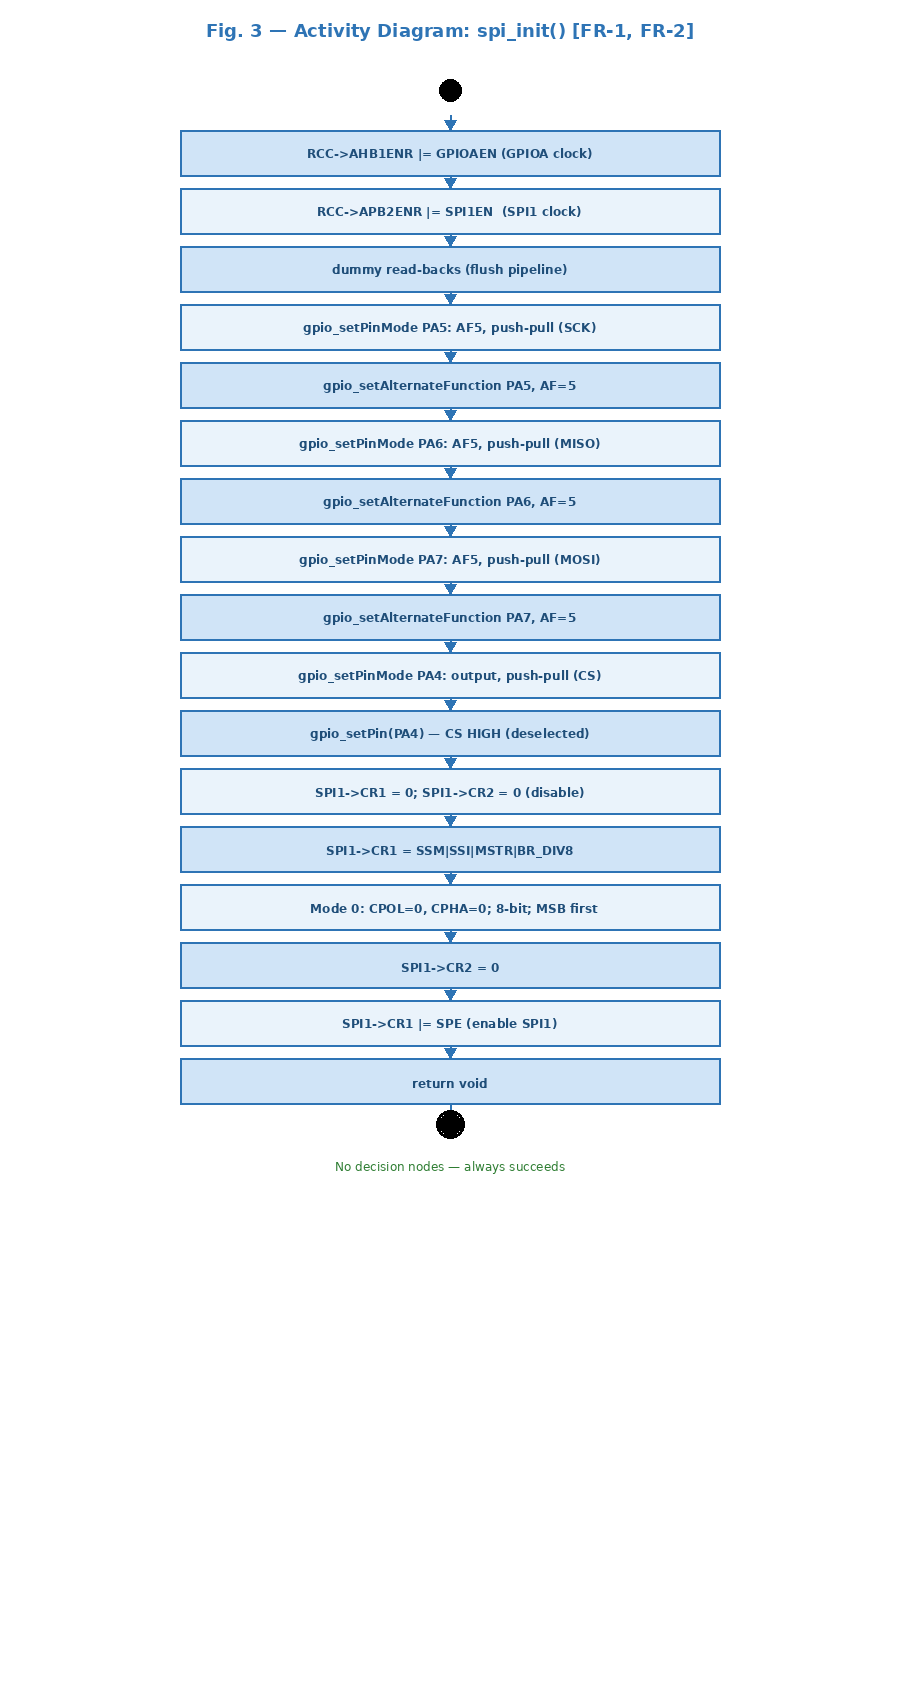 Fig. 3 — Activity Diagram: spi_init() [FR-1, FR-2]
RCC->AHB1ENR |= GPIOAEN (GPIOA clock)
RCC->APB2ENR |= SPI1EN  (SPI1 clock)
dummy read-backs (flush pipeline)
gpio_setPinMode PA5: AF5, push-pull (SCK)
gpio_setAlternateFunction PA5, AF=5
gpio_setPinMode PA6: AF5, push-pull (MISO)
gpio_setAlternateFunction PA6, AF=5
gpio_setPinMode PA7: AF5, push-pull (MOSI)
gpio_setAlternateFunction PA7, AF=5
gpio_setPinMode PA4: output, push-pull (CS)
gpio_setPin(PA4) — CS HIGH (deselected)
SPI1->CR1 = 0; SPI1->CR2 = 0 (disable)
SPI1->CR1 = SSM|SSI|MSTR|BR_DIV8
Mode 0: CPOL=0, CPHA=0; 8-bit; MSB first
SPI1->CR2 = 0
SPI1->CR1 |= SPE (enable SPI1)
return void
No decision nodes — always succeeds